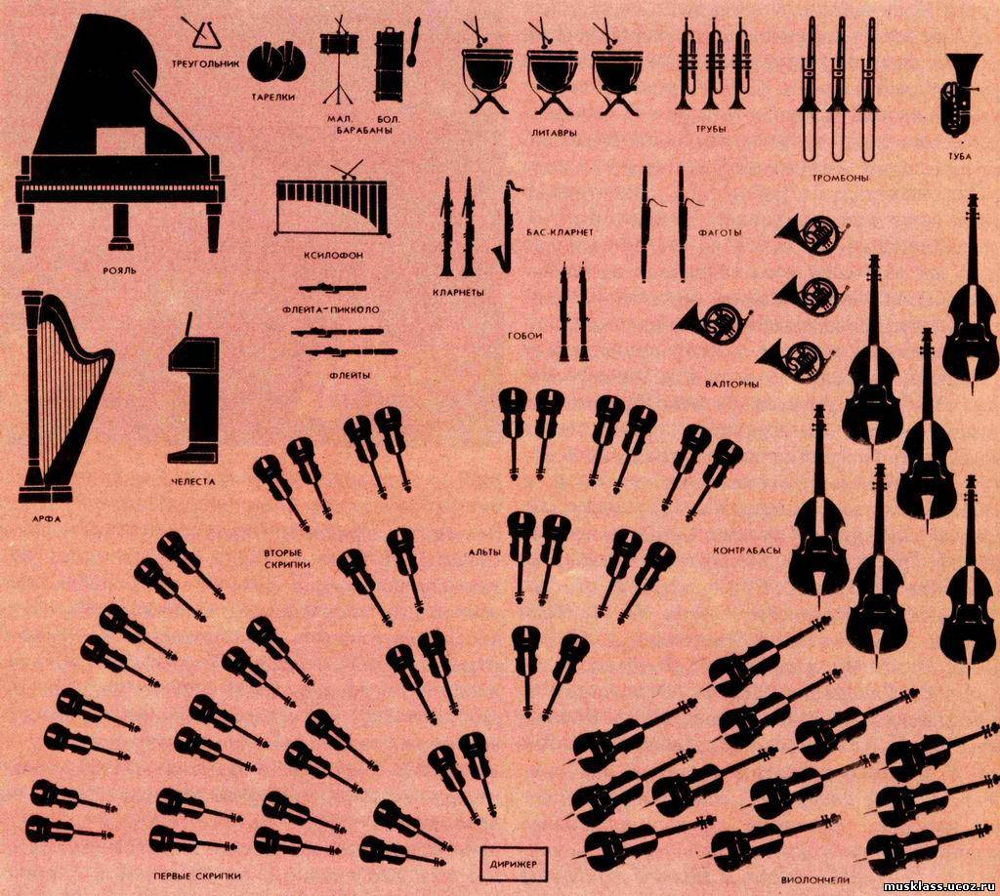 ТРЕУГОЛЬНИК
ТАРЕЛКИ
МАЛ. БОЛ.
БАРАБАНЫ
ЛИТАВРЫ
ТРУБЫ
ТРОМБОНЫ
ТУБА
РОЯЛЬ
КСИЛОФОН
КЛАРНЕТЫ
БАС-КЛАРНЕТ
ФАГОТЫ
ФЛЕЙТА-ПИККОЛО
ФЛЕЙТЫ
ГОБОИ
ВАЛТОРНЫ
АРФА
ЧЕЛЕСТА
ВТОРЫЕ
СКРИПКИ
АЛЬТЫ
КОНТРАБАСЫ
ПЕРВЫЕ СКРИПКИ
ДИРИЖЕР
ВИОЛОНЧЕЛИ
musklass.ucoz.ru